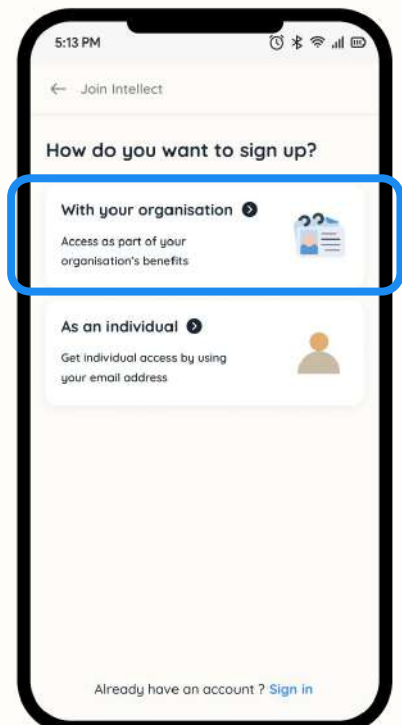 5:13 PM
← Join Intellect
How do you want to sign up?
With your organisation
Access as part of your
organisation's benefits
As an individual
Get individual access by using
your email address
Already have an account ? Sign in